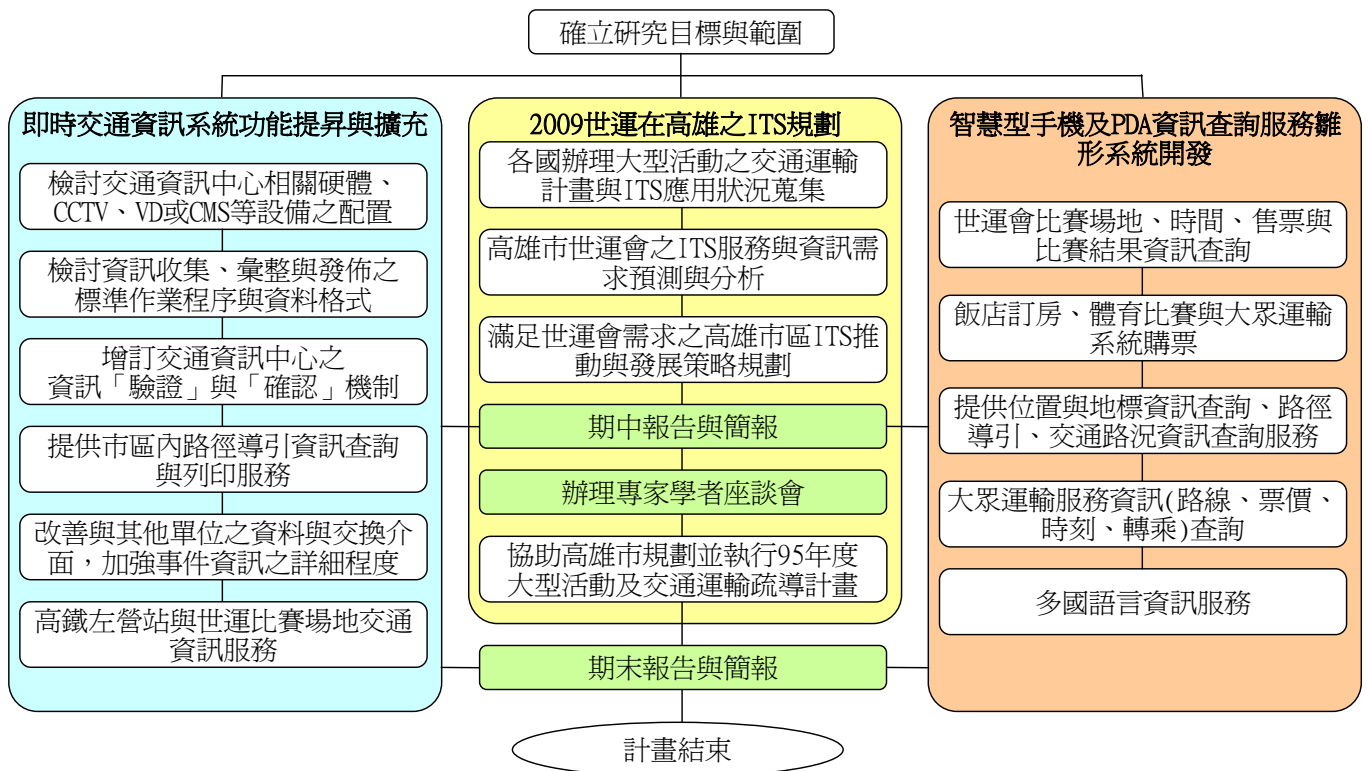 確立研究目標與範圍
即時交通資訊系統功能提昇與擴充
檢討交通資訊中心相關硬體、
CCTV、VD或CMS等設備之配置
檢討資訊收集、彙整與發佈之
標準作業程序與資料格式
增訂交通資訊中心之
資訊「驗證」與「確認」機制
提供市區內路徑導引資訊查詢
與列印服務
改善與其他單位之資料與交換介
面，加強事件資訊之詳細程度
高鐵左營站與世運比賽場地交通
資訊服務
2009世運在高雄之ITS規劃
各國辦理大型活動之交通運輸
計畫與ITS應用狀況蒐集
高雄市世運會之ITS服務與資訊需
求預測與分析
滿足世運會需求之高雄市區ITS推
動與發展策略規劃
期中報告與簡報
辦理專家學者座談會
協助高雄市規劃並執行95年度
大型活動及交通運輸疏導計畫
期末報告與簡報
智慧型手機及PDA資訊查詢服務雛
形系統開發
世運會比賽場地、時間、售票與
比賽結果資訊查詢
飯店訂房、體育比賽與大眾運輸
系統購票
提供位置與地標資訊查詢、路徑
導引、交通路況資訊查詢服務
大眾運輸服務資訊(路線、票價、
時刻、轉乘)查詢
多國語言資訊服務
計畫結束